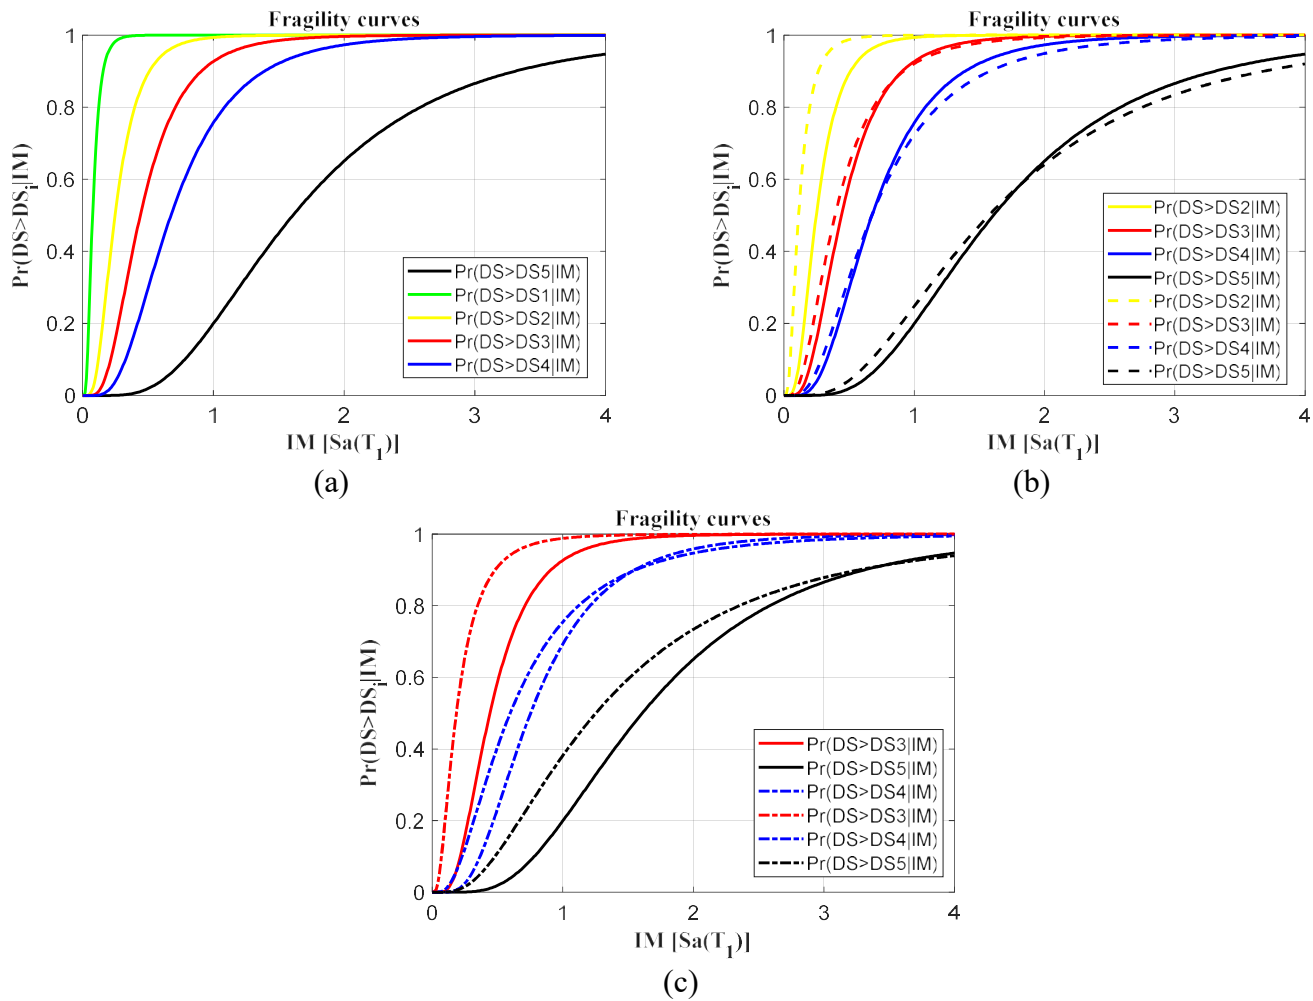 Fragility curves
Pr(DS>DS_i|IM)
1
0.8
0.6
0.4
0.2
0
0 1 2 3 4
IM [Sa(T_1)]
Pr(DS>DS5|IM)
Pr(DS>DS1|IM)
Pr(DS>DS2|IM)
Pr(DS>DS3|IM)
Pr(DS>DS4|IM)
(a)
Fragility curves
Pr(DS>DS_i|IM)
1
0.8
0.6
0.4
0.2
0
0 1 2 3 4
IM [Sa(T_1)]
Pr(DS>DS2|IM)
Pr(DS>DS3|IM)
Pr(DS>DS4|IM)
Pr(DS>DS5|IM)
Pr(DS>DS2|IM)
Pr(DS>DS3|IM)
Pr(DS>DS4|IM)
Pr(DS>DS5|IM)
(b)
Fragility curves
Pr(DS>DS_i|IM)
1
0.8
0.6
0.4
0.2
0
0 1 2 3 4
IM [Sa(T_1)]
Pr(DS>DS3|IM)
Pr(DS>DS5|IM)
Pr(DS>DS4|IM)
Pr(DS>DS3|IM)
Pr(DS>DS4|IM)
Pr(DS>DS5|IM)
(c)